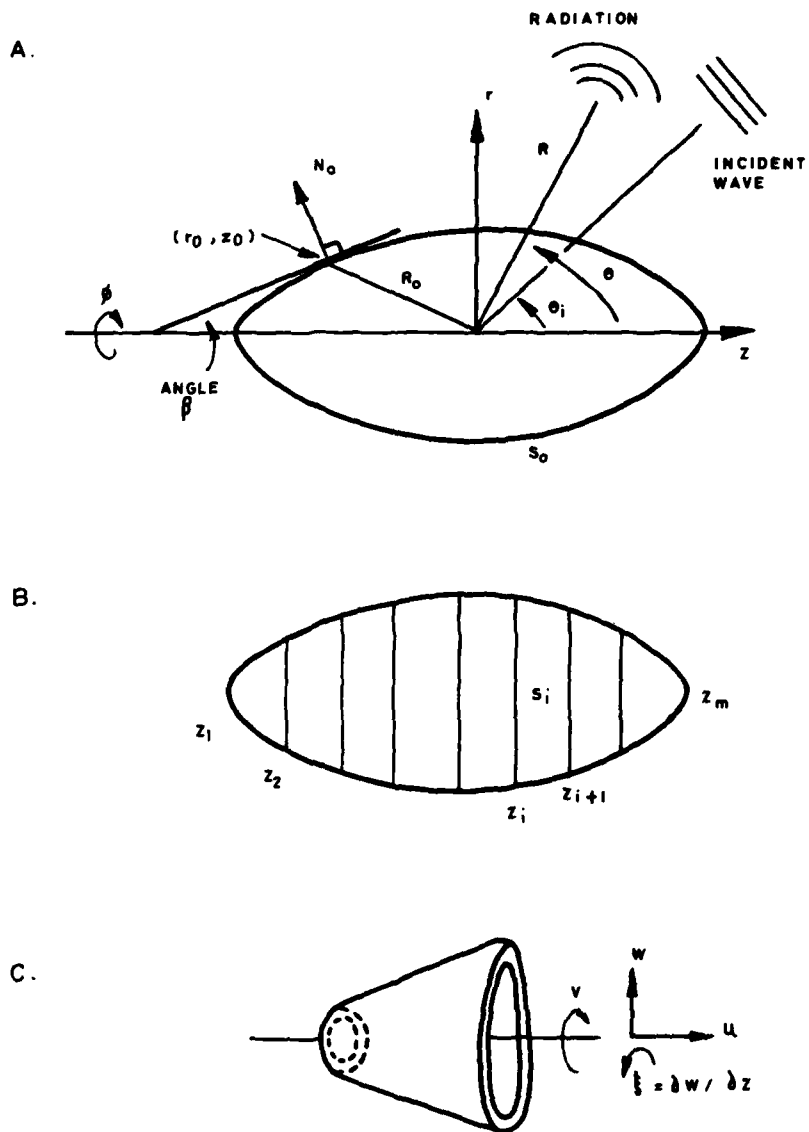 A.
RADIATION
r
R
INCIDENT
WAVE
N₀
(r₀, z₀)
R₀
θ
θᵢ
ϕ
z
ANGLE
β
S₀
B.
Sᵢ
z₁
zₘ
z₂
zᵢ₊₁
zᵢ
C.
w
v
u
ξ = ∂w / ∂z